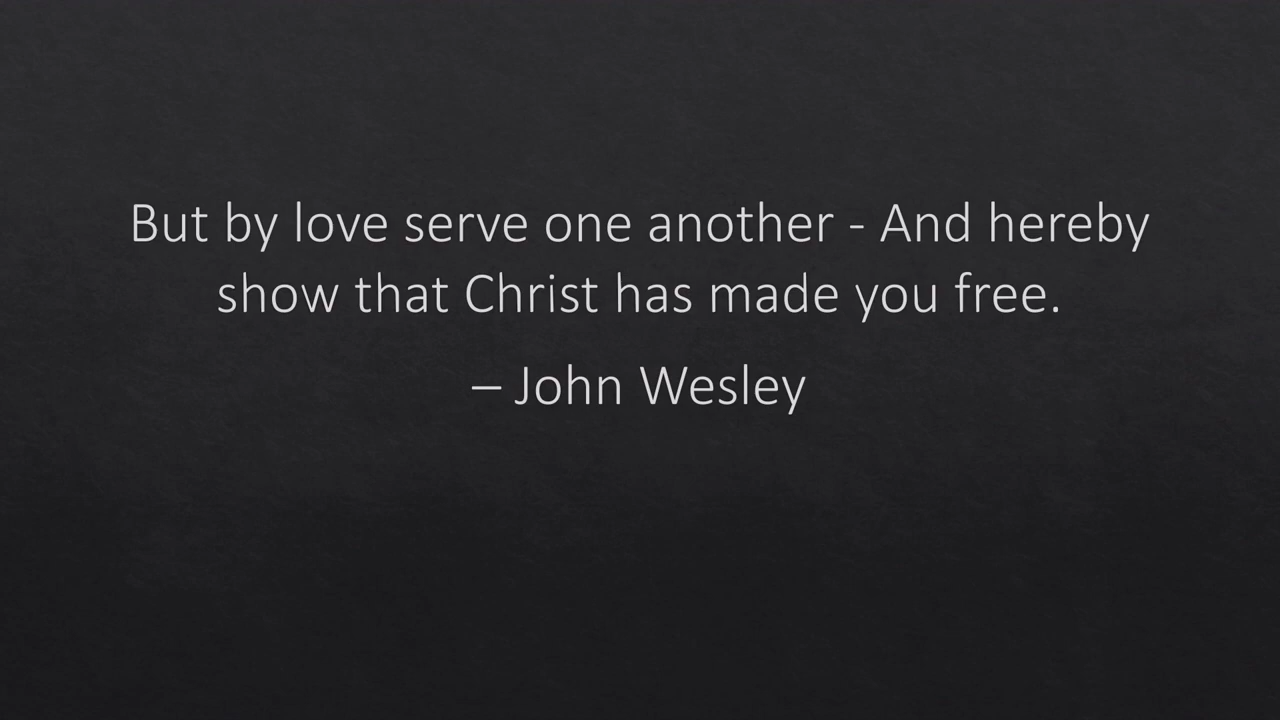 But by love serve one another - And hereby
show that Christ has made you free.
– John Wesley